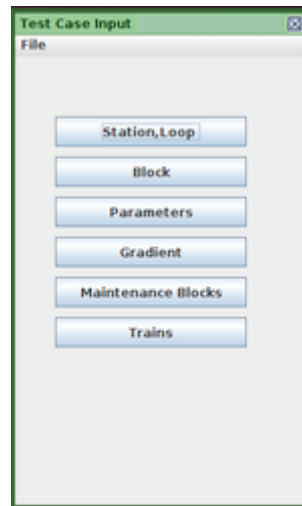 Test Case Input
File
Station,Loop
Block
Parameters
Gradient
Maintenance Blocks
Trains